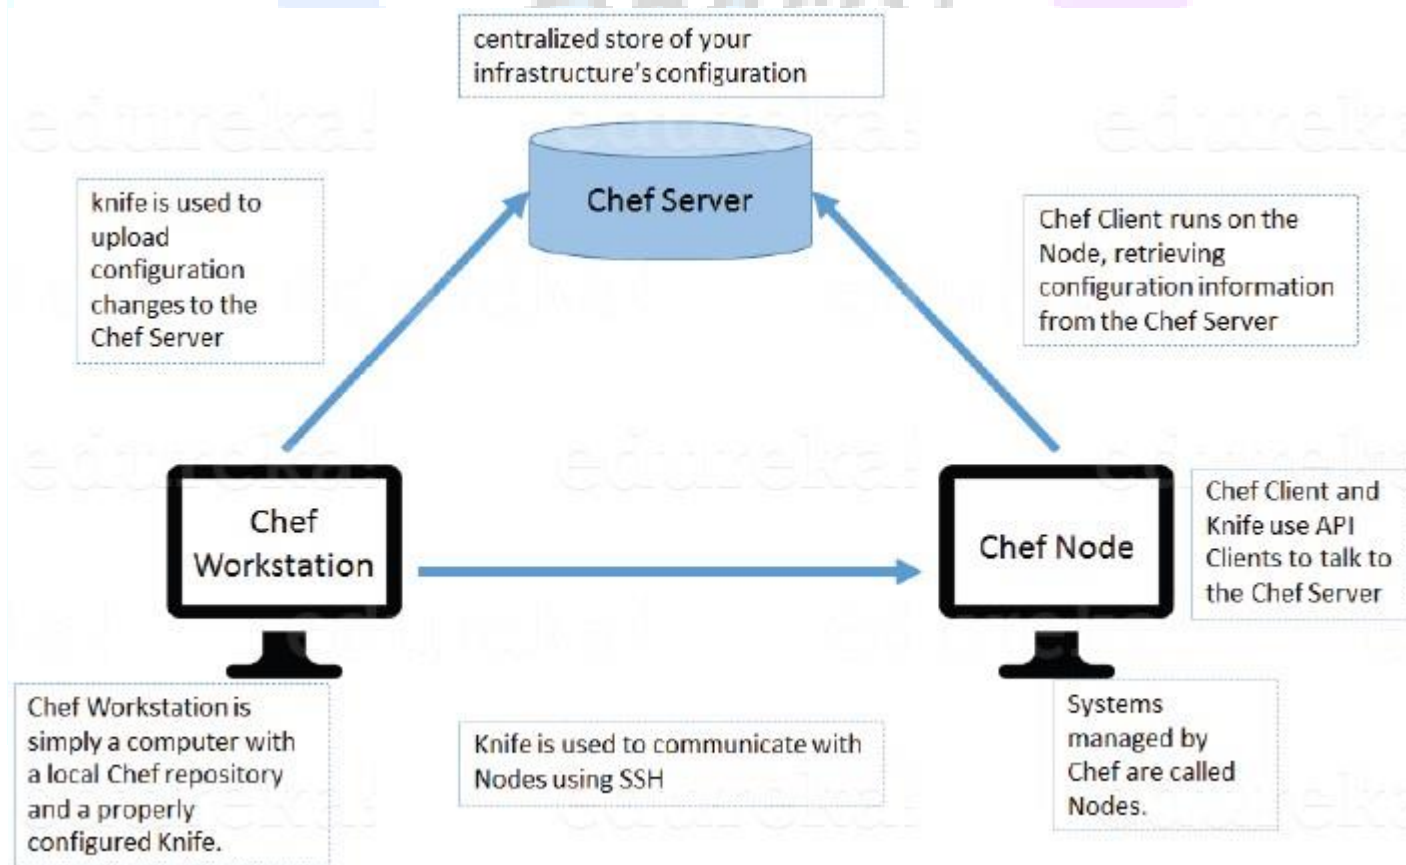 centralized store of your
infrastructure's configuration
Chef Server
knife is used to
upload
configuration
changes to the
Chef Server
Chef Client runs on the
Node, retrieving
configuration information
from the Chef Server
Chef
Workstation
Chef Node
Chef Client and
Knife use API
Clients to talk to
the Chef Server
Chef Workstation is
simply a computer with
a local Chef repository
and a properly
configured Knife.
Knife is used to communicate with
Nodes using SSH
Systems
managed by
Chef are called
Nodes.
edureka!